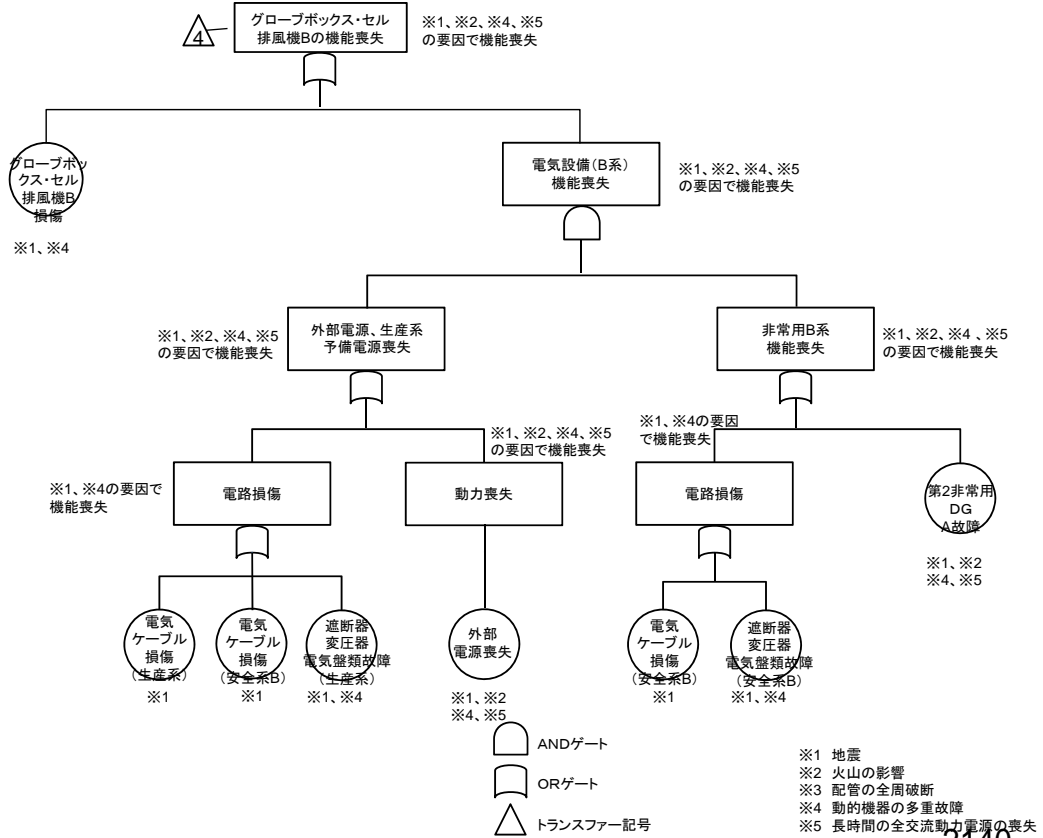 4
グローブボックス・セル
排風機Bの機能喪失
※1、※2、※4、※5
の要因で機能喪失
グローブボッ
クス・セル
排風機B
損傷
※1、※4
電気設備(B系)
機能喪失
※1、※2、※4、※5
の要因で機能喪失
※1、※2、※4、※5
の要因で機能喪失
外部電源、生産系
予備電源喪失
非常用B系
機能喪失
※1、※2、※4 、※5
の要因で機能喪失
※1、※4の要因で
機能喪失
電路損傷
※1、※2、※4、※5
の要因で機能喪失
動力喪失
※1、※4の要因
で機能喪失
電路損傷
第2非常用
DG
A故障
※1、※2
※4、※5
電気
ケーブル
損傷
(生産系)
※1
電気
ケーブル
損傷
(安全系B)
※1
遮断器
変圧器
電気盤類故障
(生産系)
※1、※4
外部
電源喪失
※1、※2
※4、※5
電気
ケーブル
損傷
(安全系B)
※1
遮断器
変圧器
電気盤類故障
(安全系B)
※1、※4
ANDゲート
ORゲート
トランスファー記号
※1 地震
※2 火山の影響
※3 配管の全周破断
※4 動的機器の多重故障
※5 長時間の全交流動力電源の喪失
2140